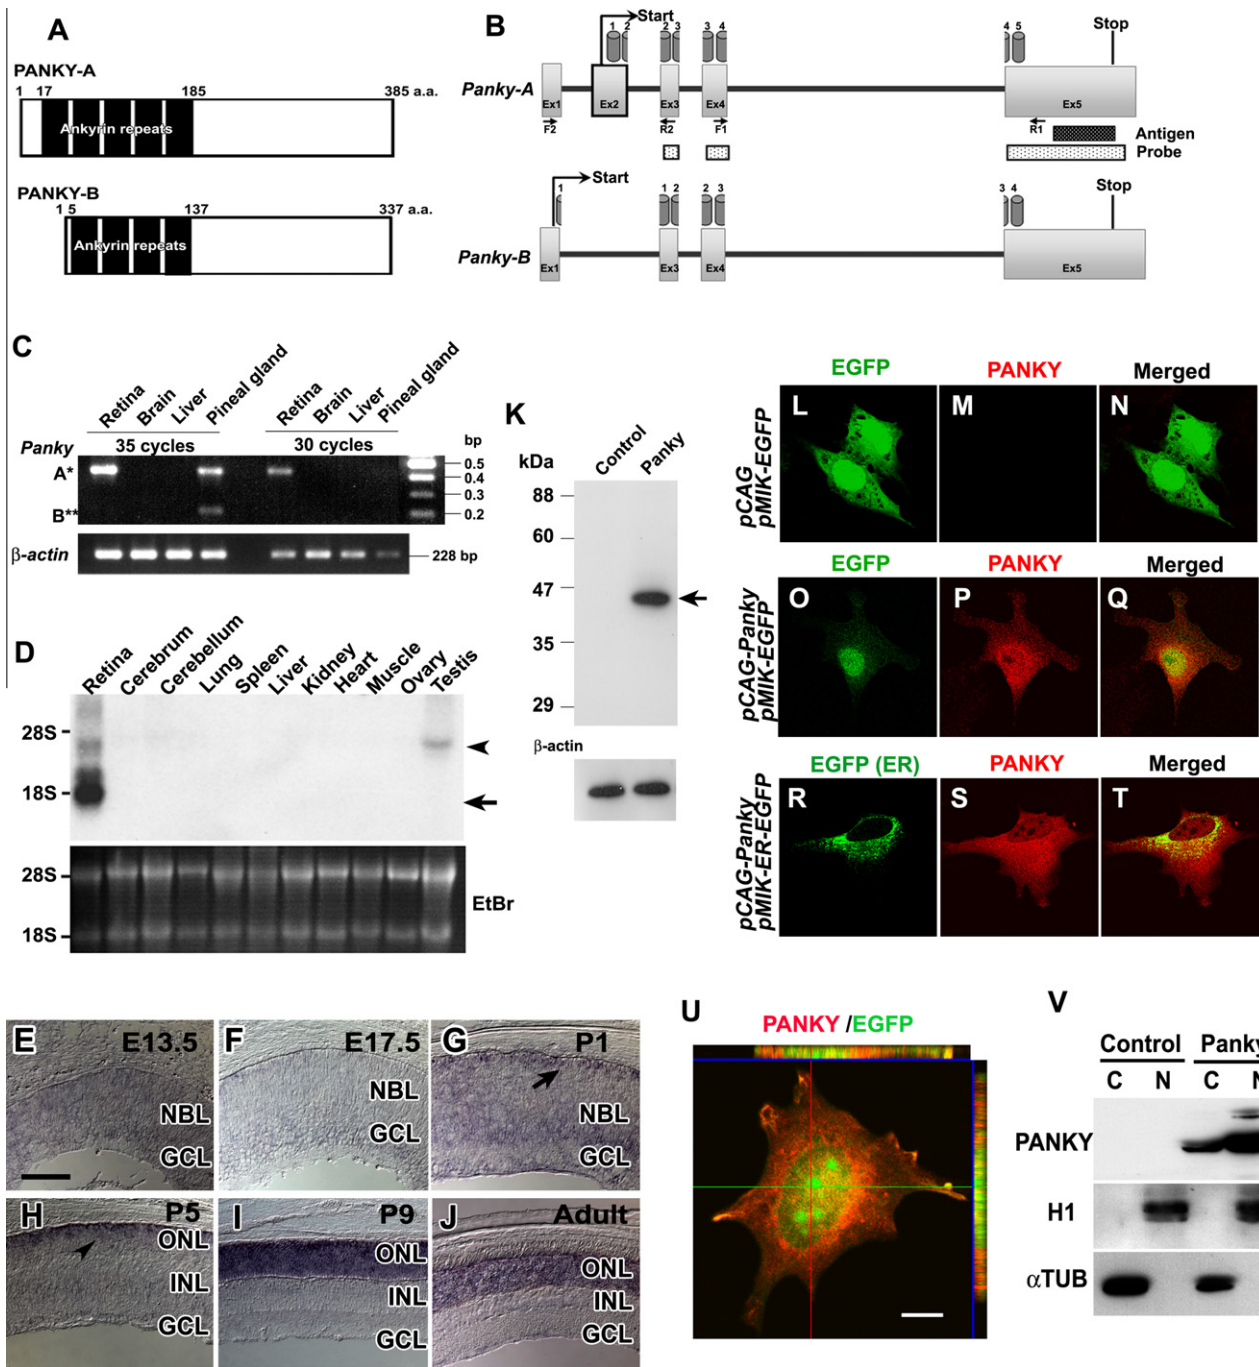 A
PANKY-A
1 17 185 385 a.a.
Ankyrin repeats
PANKY-B
1 5 137 337 a.a.
Ankyrin repeats
B
Start
Stop
1 2 2 3 3 4 4 5
Panky-A
Ex1 Ex2 Ex3 Ex4 Ex5
F2 R2 F1 R1
Antigen
Probe
Start
Stop
1 1 2 2 3 3 4
Panky-B
Ex1 Ex3 Ex4 Ex5
C
Retina Brain Liver Pineal gland Retina Brain Liver Pineal gland
Panky 35 cycles 30 cycles bp
A*
B**
0.5
0.4
0.3
0.2
β-actin
228 bp
D
Retina Cerebrum Cerebellum Lung Spleen Liver Kidney Heart Muscle Ovary Testis
28S
18S
28S
18S
EtBr
E E13.5
NBL
GCL
F E17.5
NBL
GCL
G P1
NBL
GCL
H P5
ONL
INL
GCL
I P9
ONL
INL
GCL
J Adult
ONL
INL
GCL
K
Control Panky
kDa
88
60
47
35
29
β-actin
EGFP PANKY Merged
pCAG
pMIK-EGFP
L M N
EGFP PANKY Merged
pCAG-Panky
pMIK-EGFP
O P Q
EGFP (ER) PANKY Merged
pCAG-Panky
pMIK-ER-EGFP
R S T
U
PANKY /EGFP
V
Control Panky
C N C N
PANKY
H1
αTUB